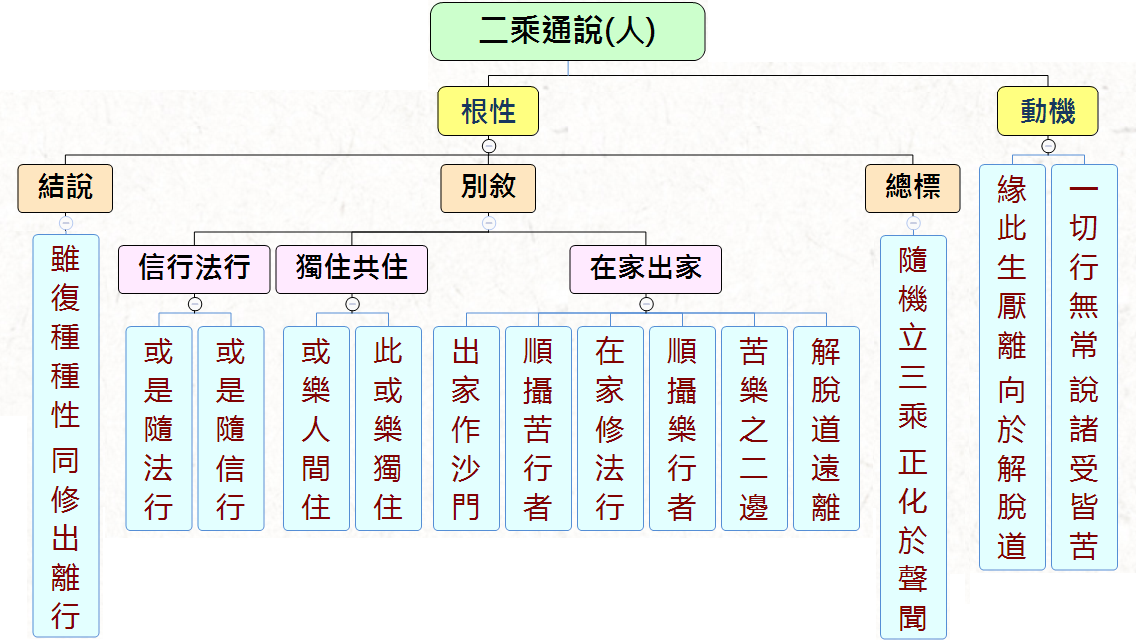 二乘通說(人)
根性
動機
結說
別敘
總標
信行法行
獨住共住
在家出家
一切行無常 說諸受皆苦
緣此生厭離 向於解脫道
隨機立三乘 正化於聲聞
解脫道遠離
苦樂之二邊
順攝樂行者
在家修法行
順攝苦行者
出家作沙門
此或樂獨住
或樂人間住
或是隨信行
或是隨法行
雖復種種性 同修出離行